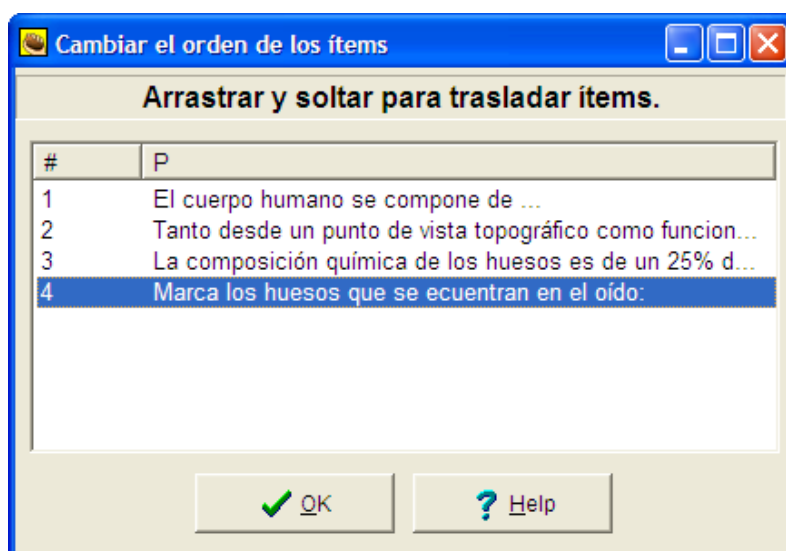 Cambiar el orden de los ítems
Arrastrar y soltar para trasladar ítems.
# P
1 El cuerpo humano se compone de ...
2 Tanto desde un punto de vista topográfico como funcion...
3 La composición química de los huesos es de un 25% d...
4 Marca los huesos que se ecuentran en el oído:
OK Help